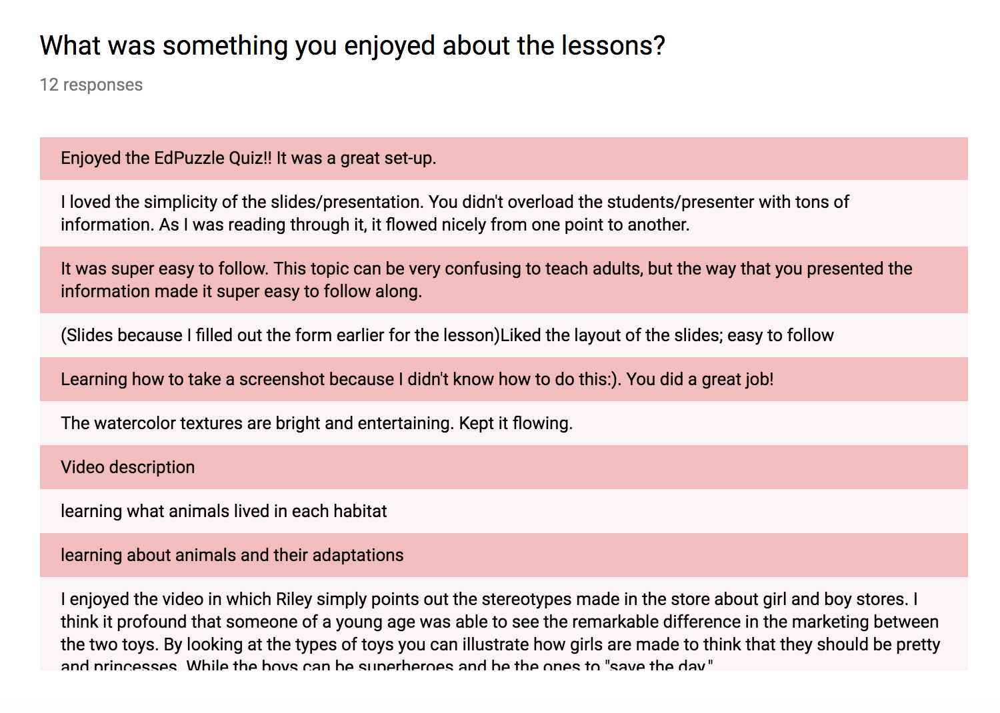 What was something you enjoyed about the lessons?
12 responses
Enjoyed the EdPuzzle Quiz!! It was a great set-up.
I loved the simplicity of the slides/presentation. You didn't overload the students/presenter with tons of
information. As I was reading through it, it flowed nicely from one point to another.
It was super easy to follow. This topic can be very confusing to teach adults, but the way that you presented the
information made it super easy to follow along.
(Slides because I filled out the form earlier for the lesson)Liked the layout of the slides; easy to follow
Learning how to take a screenshot because I didn't know how to do this:). You did a great job!
The watercolor textures are bright and entertaining. Kept it flowing.
Video description
learning what animals lived in each habitat
learning about animals and their adaptations
I enjoyed the video in which Riley simply points out the stereotypes made in the store about girl and boy stores. I
think it profound that someone of a young age was able to see the remarkable difference in the marketing between
the two toys. By looking at the types of toys you can illustrate how girls are made to think that they should be pretty
and princesses. While the boys can be superheroes and be the ones to "save the day."